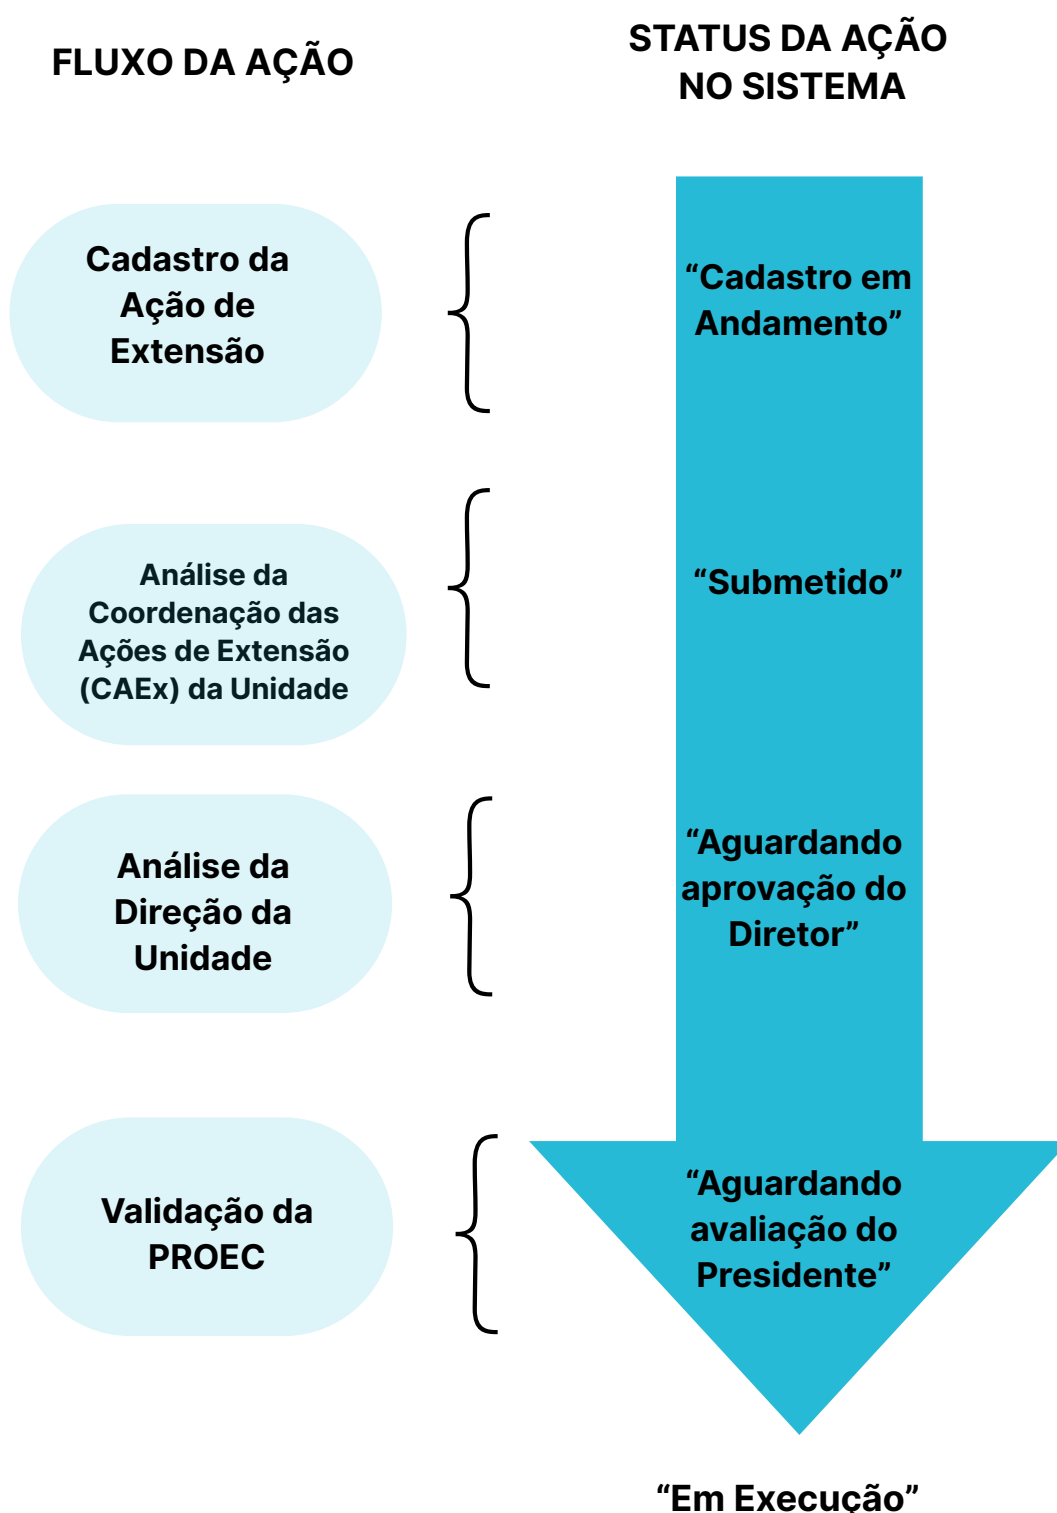 FLUXO DA AÇÃO
STATUS DA AÇÃO
NO SISTEMA
Cadastro da
Ação de
Extensão
“Cadastro em
Andamento”
Análise da
Coordenação das
Ações de Extensão
(CAEx) da Unidade
“Submetido”
Análise da
Direção da
Unidade
“Aguardando
aprovação do
Diretor”
Validação da
PROEC
“Aguardando
avaliação do
Presidente”
“Em Execução”